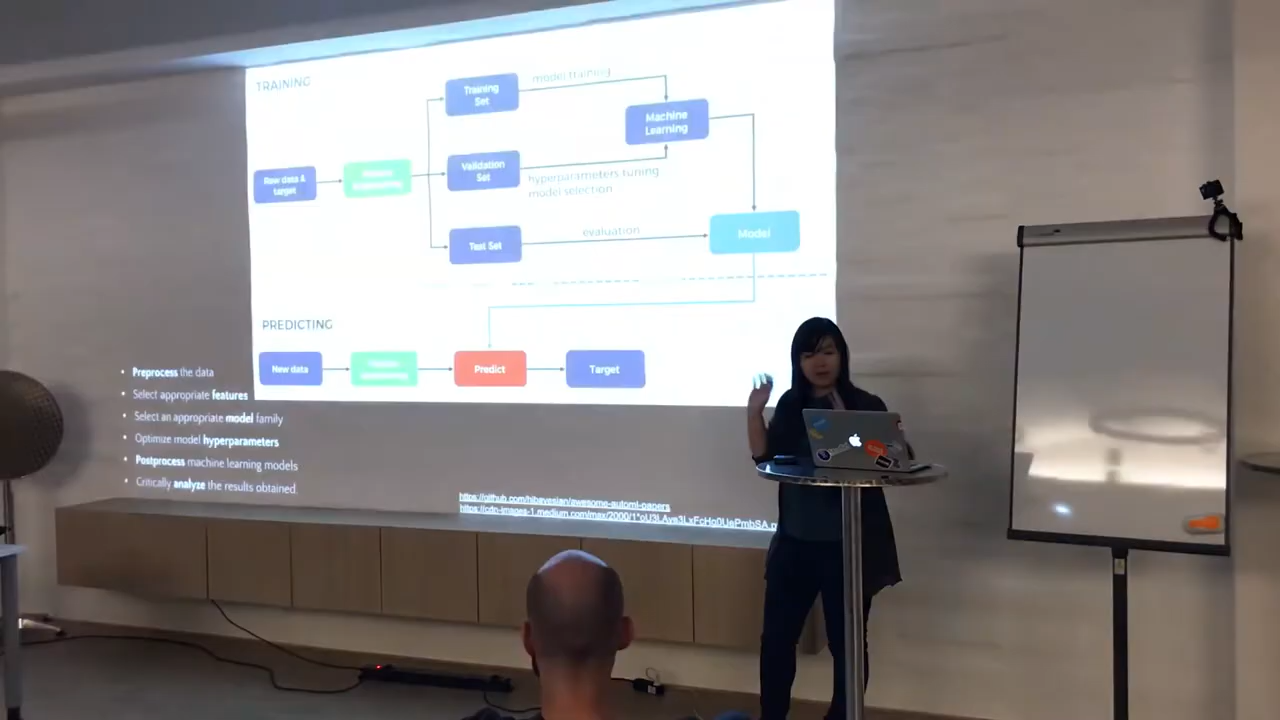 TRAINING
Training
Set
model training
Machine
Learning
Raw data &
target
Validation
Set
hyperparameters tuning
model selection
Test Set
evaluation
Model
PREDICTING
New data
Predict
Target
• Preprocess the data
• Select appropriate features
• Select an appropriate model family
• Optimize model hyperparameters
• Postprocess machine learning models
• Critically analyze the results obtained.
https://github.com/hibayesian/awesome-automl-papers